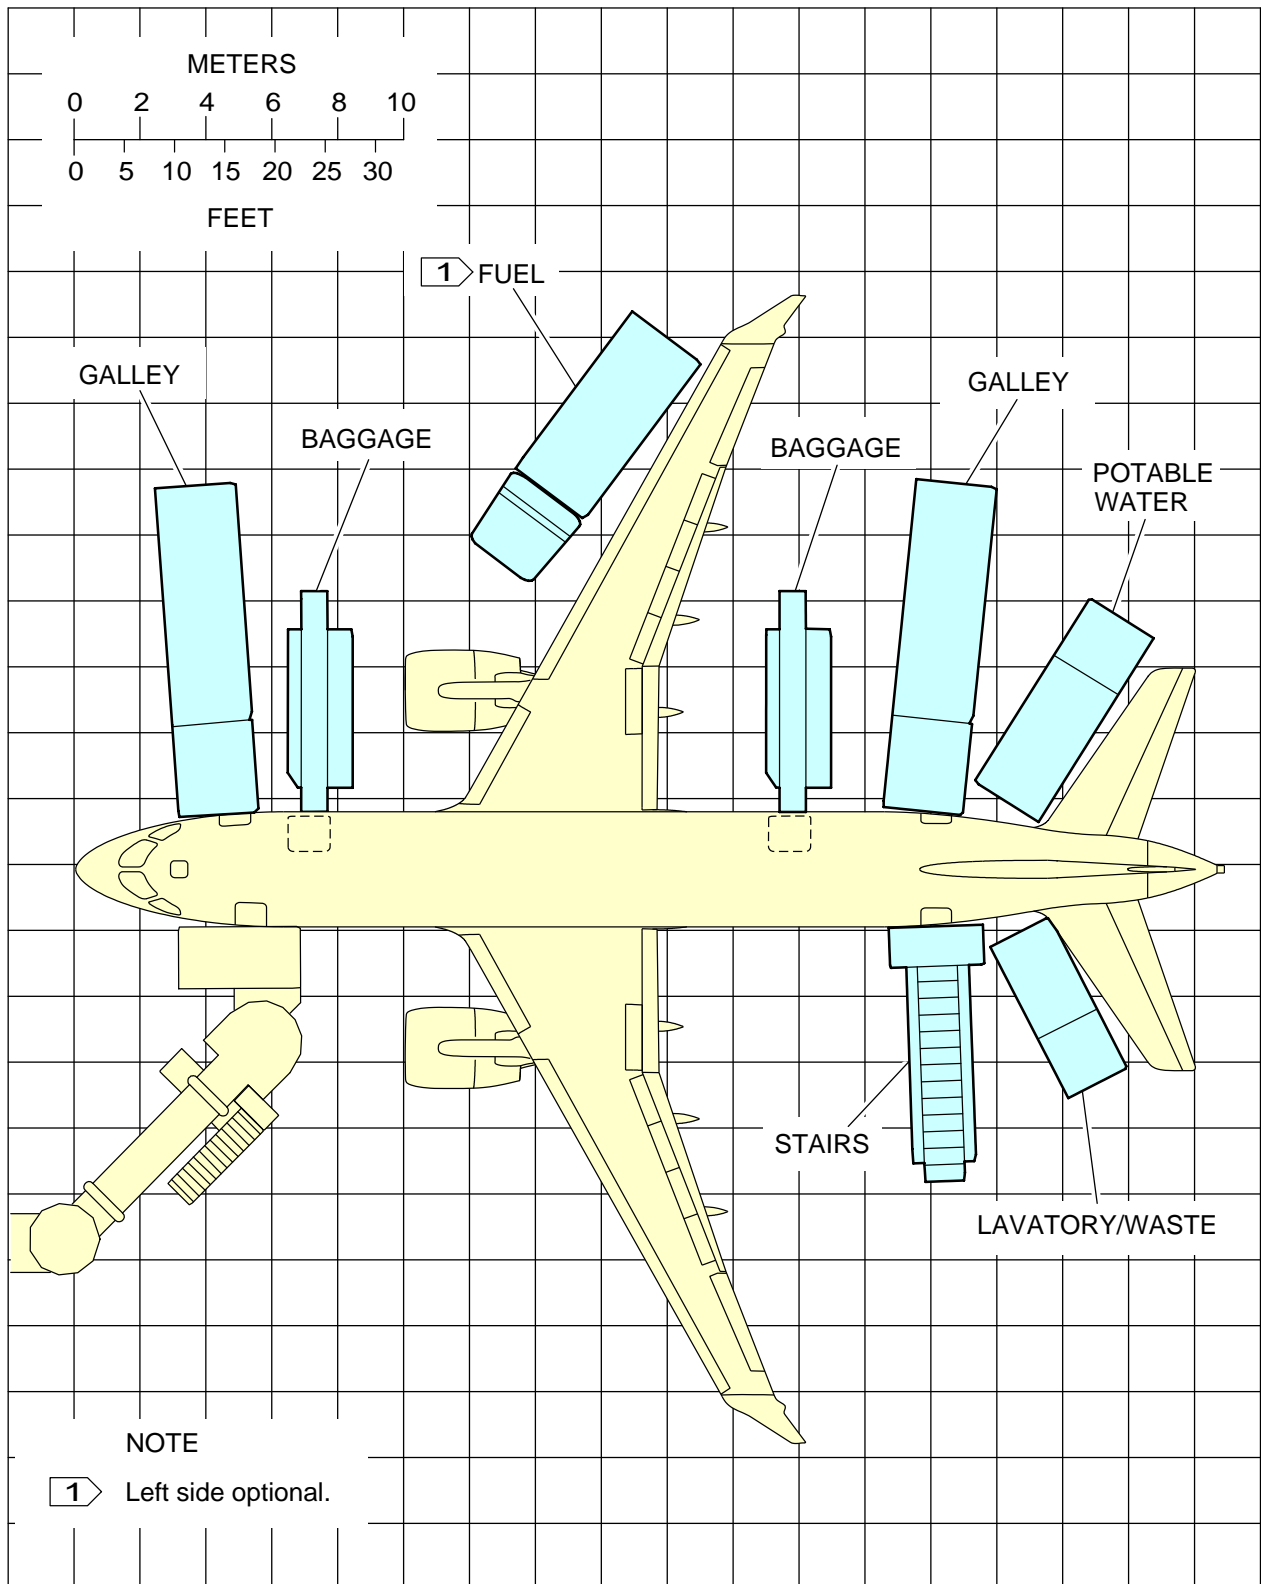 METERS
0 2 4 6 8 10
0 5 10 15 20 25 30
FEET
1 FUEL
GALLEY
GALLEY
BAGGAGE
BAGGAGE
POTABLE
WATER
STAIRS
LAVATORY/WASTE
NOTE
1 Left side optional.